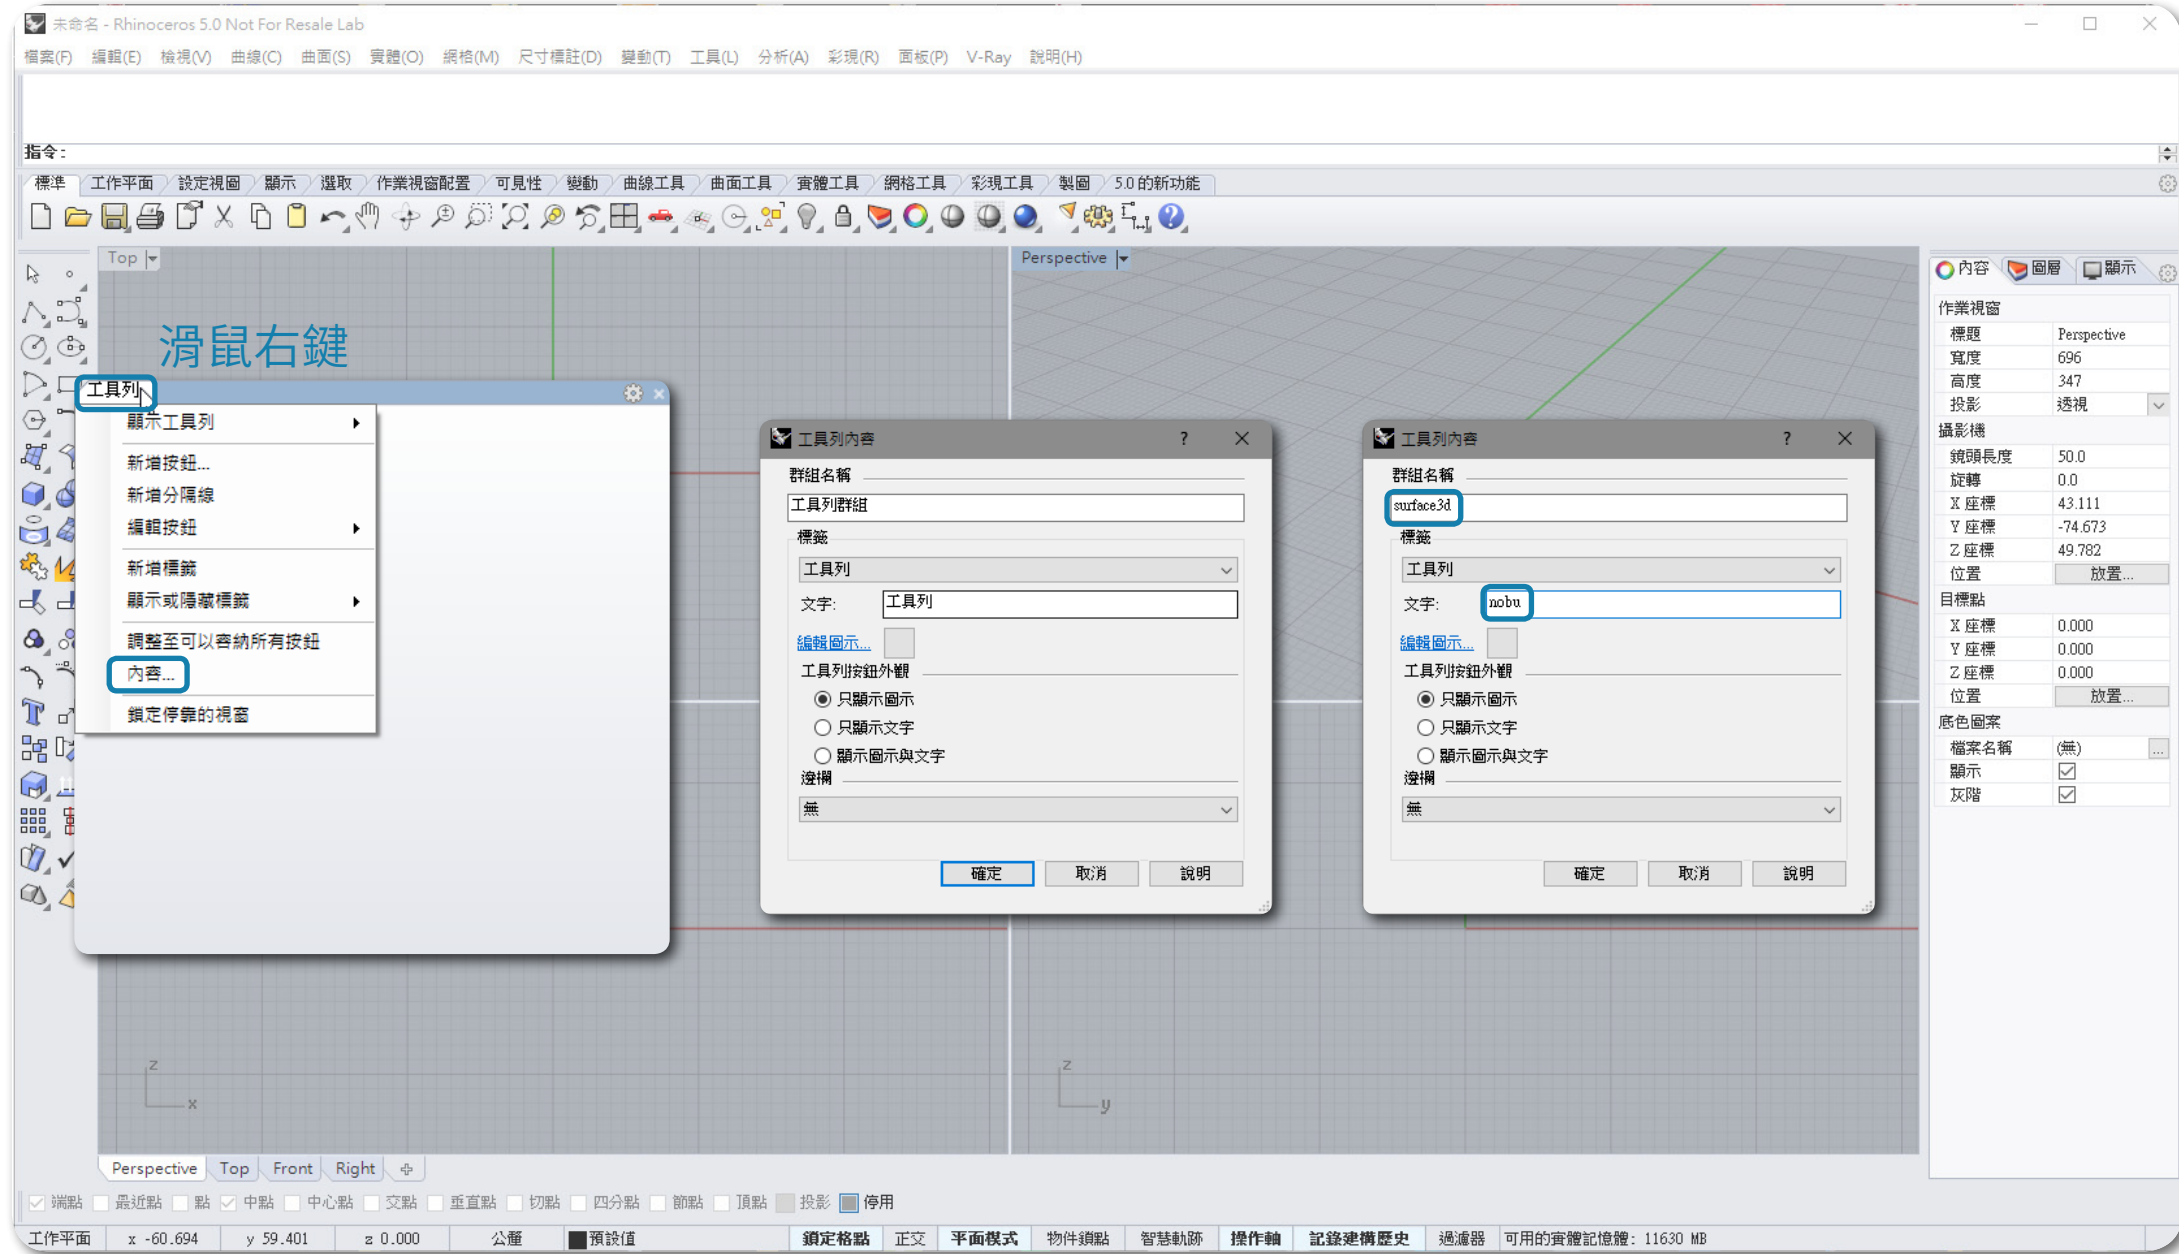 未命名 - Rhinoceros 5.0 Not For Resale Lab
檔案(F) 編輯(E) 檢視(V) 曲線(C) 曲面(S) 實體(O) 網格(M) 尺寸標註(D) 變動(T) 工具(L) 分析(A) 彩現(R) 面板(P) V-Ray 說明(H)
指令:
標準 工作平面 設定視圖 顯示 選取 作業視窗配置 可見性 變動 曲線工具 曲面工具 實體工具 網格工具 彩現工具 製圖 5.0 的新功能
Top
Perspective
滑鼠右鍵
工具列
顯示工具列
新增按鈕...
新增分隔線
編輯按鈕
新增標籤
顯示或隱藏標籤
調整至可以容納所有按鈕
內容...
鎖定停靠的視窗
工具列內容 ?
群組名稱
工具列群組
標籤
工具列
文字: 工具列
編輯圖示...
工具列按鈕外觀
只顯示圖示
只顯示文字
顯示圖示與文字
邊欄
無
確定 取消 說明
工具列內容 ?
群組名稱
surface3d
標籤
工具列
文字: nobu
編輯圖示...
工具列按鈕外觀
只顯示圖示
只顯示文字
顯示圖示與文字
邊欄
無
確定 取消 說明
內容 圖層 顯示
作業視窗
標題 Perspective
寬度 696
高度 347
投影 透視
攝影機
鏡頭長度 50.0
旋轉 0.0
X 座標 43.111
Y 座標 -74.673
Z 座標 49.782
位置 放置...
目標點
X 座標 0.000
Y 座標 0.000
Z 座標 0.000
位置 放置...
底色圖案
檔案名稱 (無) ...
顯示
灰階
z
x
z
y
Perspective Top Front Right
端點 最近點 點 中點 中心點 交點 垂直點 切點 四分點 節點 頂點 投影 停用
工作平面 x -60.694 y 59.401 z 0.000 公釐 預設值 鎖定格點 正交 平面模式 物件鎖點 智慧軌跡 操作軸 記錄建構歷史 過濾器 可用的實體記憶體: 11630 MB